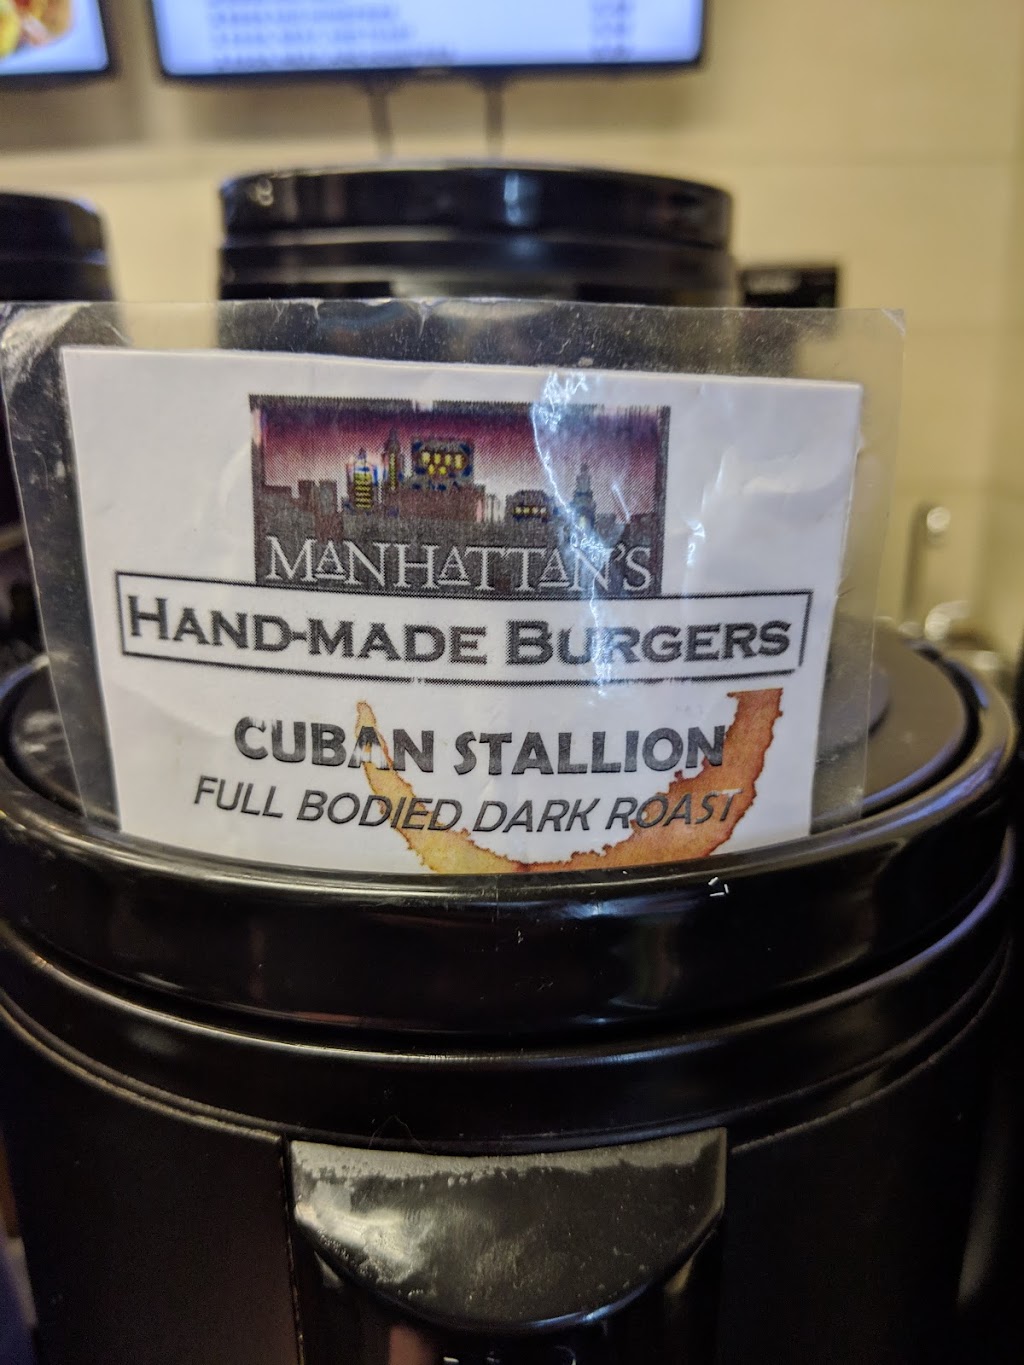 MANHATTAN'S
HAND-MADE BURGERS
CUBAN STALLION
FULL BODIED DARK ROAST